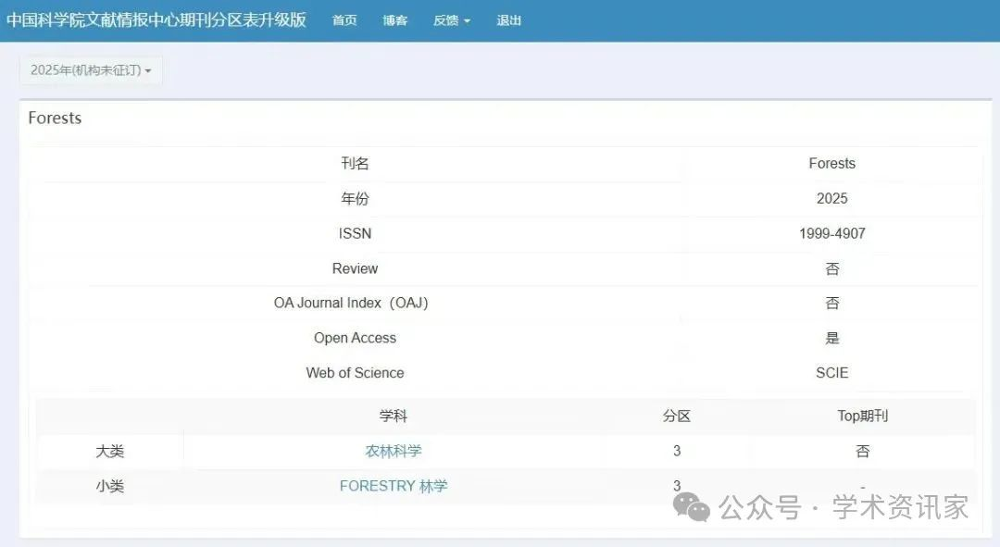 中国科学院文献情报中心期刊分区表升级版 首页 博客 反馈 退出
2025年(机构未征订)
Forests
刊名 Forests
年份 2025
ISSN 1999-4907
Review 否
OA Journal Index（OAJ） 否
Open Access 是
Web of Science SCIE
学科 分区 Top期刊
大类 农林科学 3 否
小类 FORESTRY 林学 3 -
公众号 · 学术资讯家